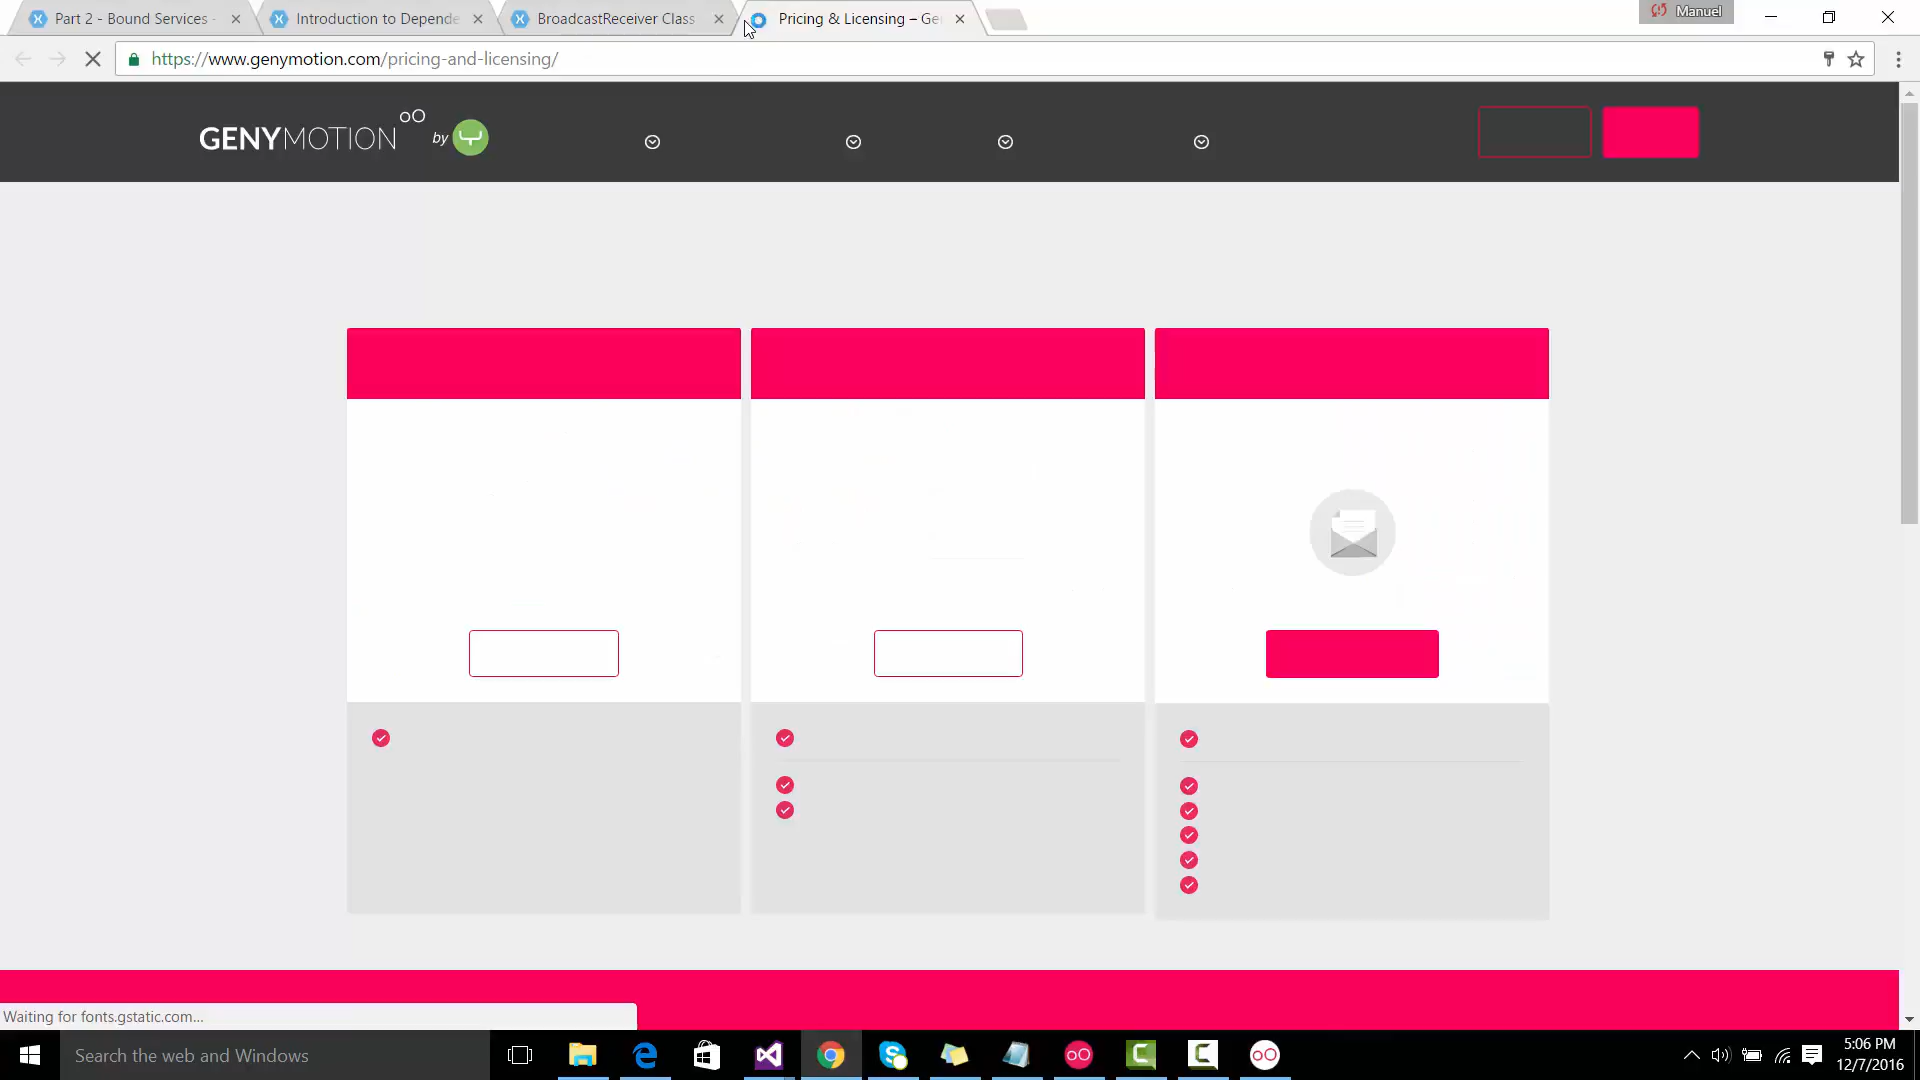 Part 2 - Bound Services -
Introduction to Depende
BroadcastReceiver Class
Pricing & Licensing – Ge
Manuel
https://www.genymotion.com/pricing-and-licensing/
GENYMOTION by
Waiting for fonts.gstatic.com...
Search the web and Windows
5:06 PM
12/7/2016